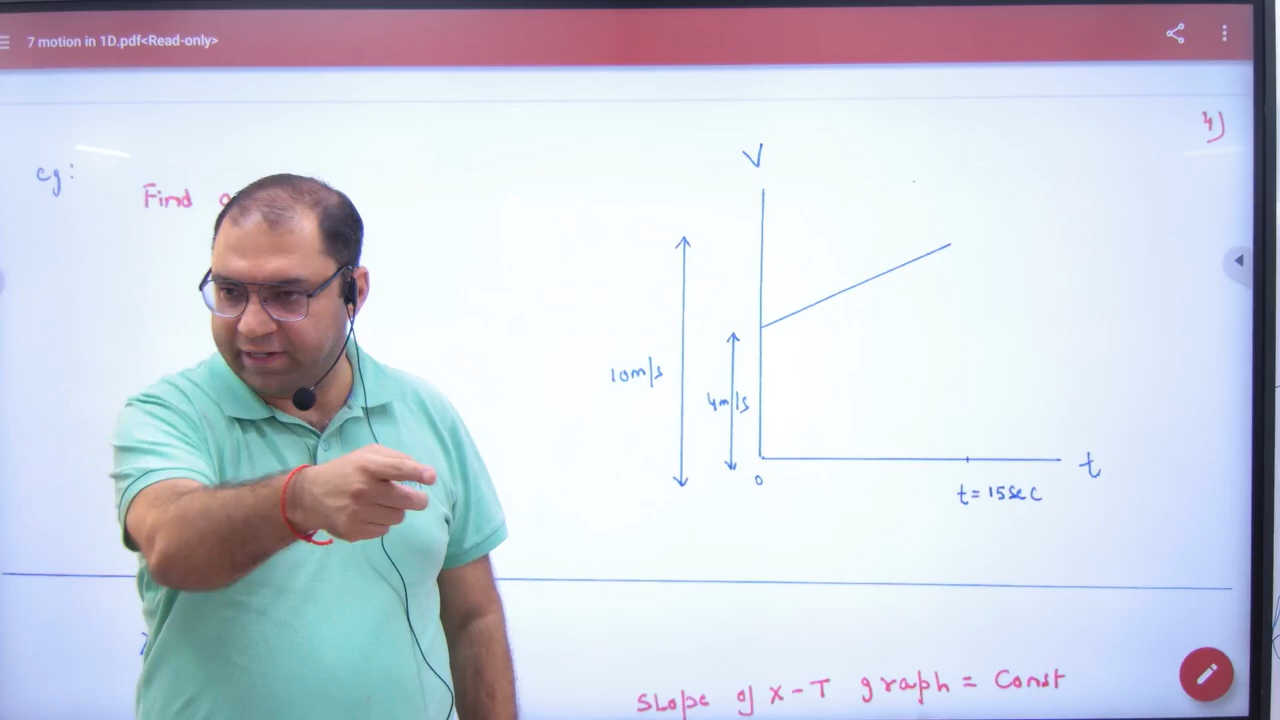 7 motion in 1D.pdf<Read-only>
4)
eg:
Find
V
10m/s
4m/s
0
t
t = 15sec
Slope of X-T graph = Const